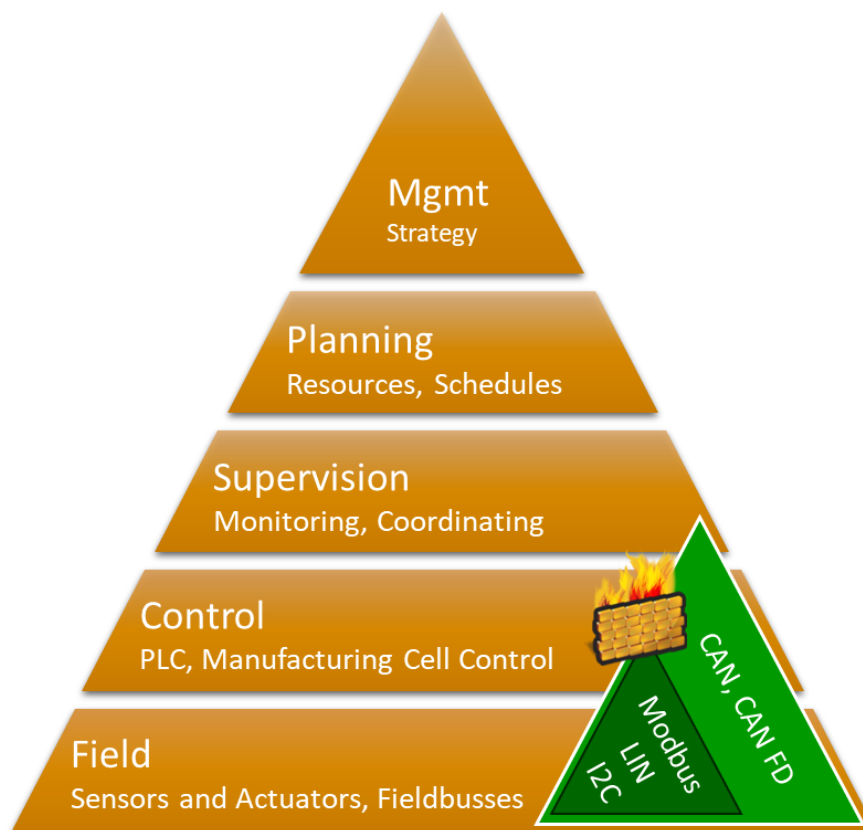 Mgmt
Strategy
Planning
Resources, Schedules
Supervision
Monitoring, Coordinating
Control
PLC, Manufacturing Cell Control
Field
Sensors and Actuators, Fieldbusses
CAN, CAN FD
Modbus
LIN
I2C